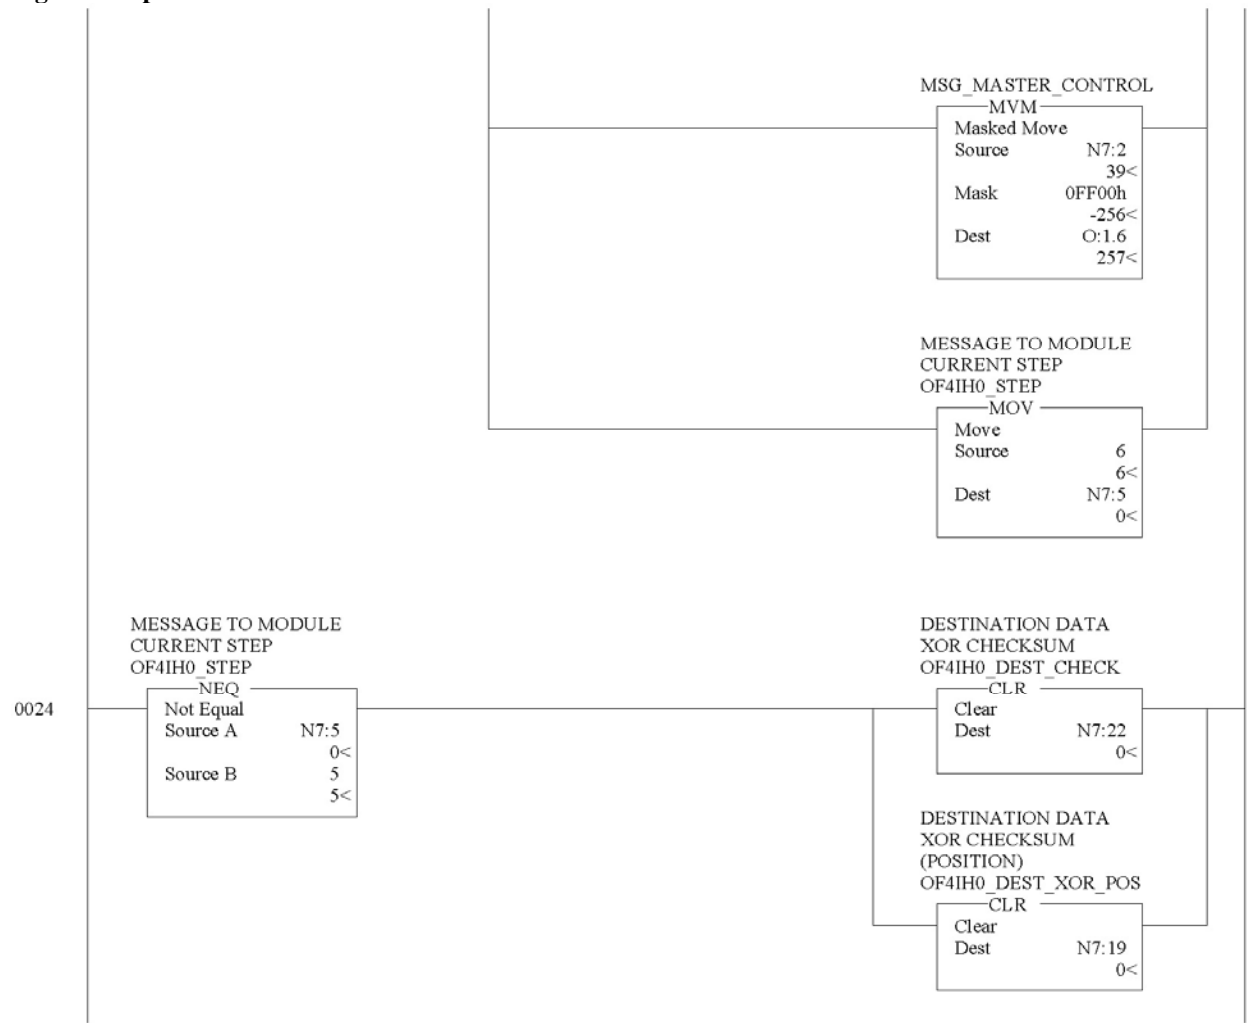 MSG_MASTER_CONTROL
MVM
Masked Move
Source N7:2
39<
Mask 0FF00h
-256<
Dest O:1.6
257<
MESSAGE TO MODULE
CURRENT STEP
OF4IH0_STEP
MOV
Move
Source 6
6<
Dest N7:5
0<
MESSAGE TO MODULE
CURRENT STEP
OF4IH0_STEP
NEQ
0024
Not Equal
Source A N7:5
0<
Source B 5
5<
DESTINATION DATA
XOR CHECKSUM
OF4IH0_DEST_CHECK
CLR
Clear
Dest N7:22
0<
DESTINATION DATA
XOR CHECKSUM
(POSITION)
OF4IH0_DEST_XOR_POS
CLR
Clear
Dest N7:19
0<